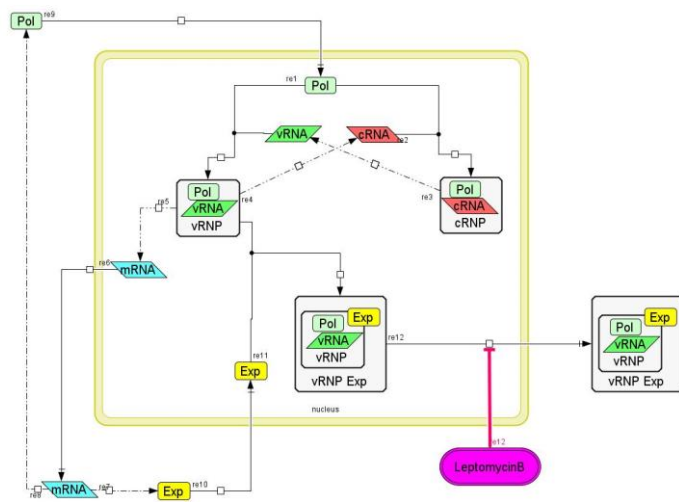 Pol
re9
re1
Pol
vRNA
cRNA
re2
Pol
vRNA
vRNP
re4
re3
Pol
cRNA
cRNP
re5
re6
mRNA
Pol
Exp
vRNA
vRNP
vRNP Exp
re12
Pol
Exp
vRNA
vRNP
vRNP Exp
re11
Exp
nucleus
re12
LeptomycinB
re8
mRNA
re7
Exp
re10